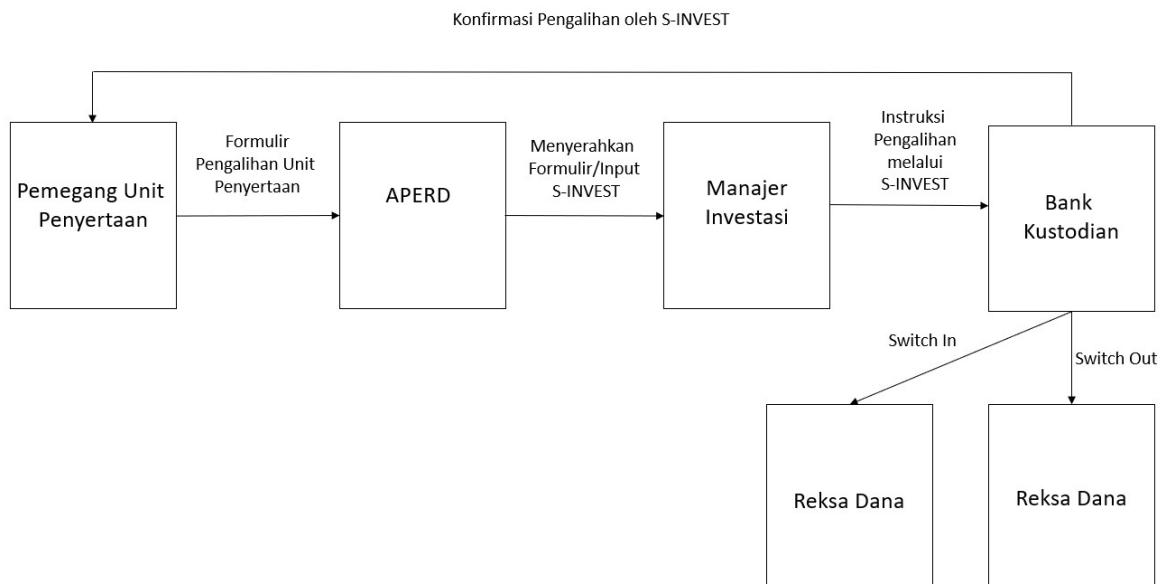 Konfirmasi Pengalihan oleh S-INVEST
Pemegang Unit
Penyertaan
Formulir
Pengalihan Unit
Penyertaan
APERD
Menyerahkan
Formulir/Input
S-INVEST
Manajer
Investasi
Instruksi
Pengalihan
melalui
S-INVEST
Bank
Kustodian
Switch In
Switch Out
Reksa Dana
Reksa Dana